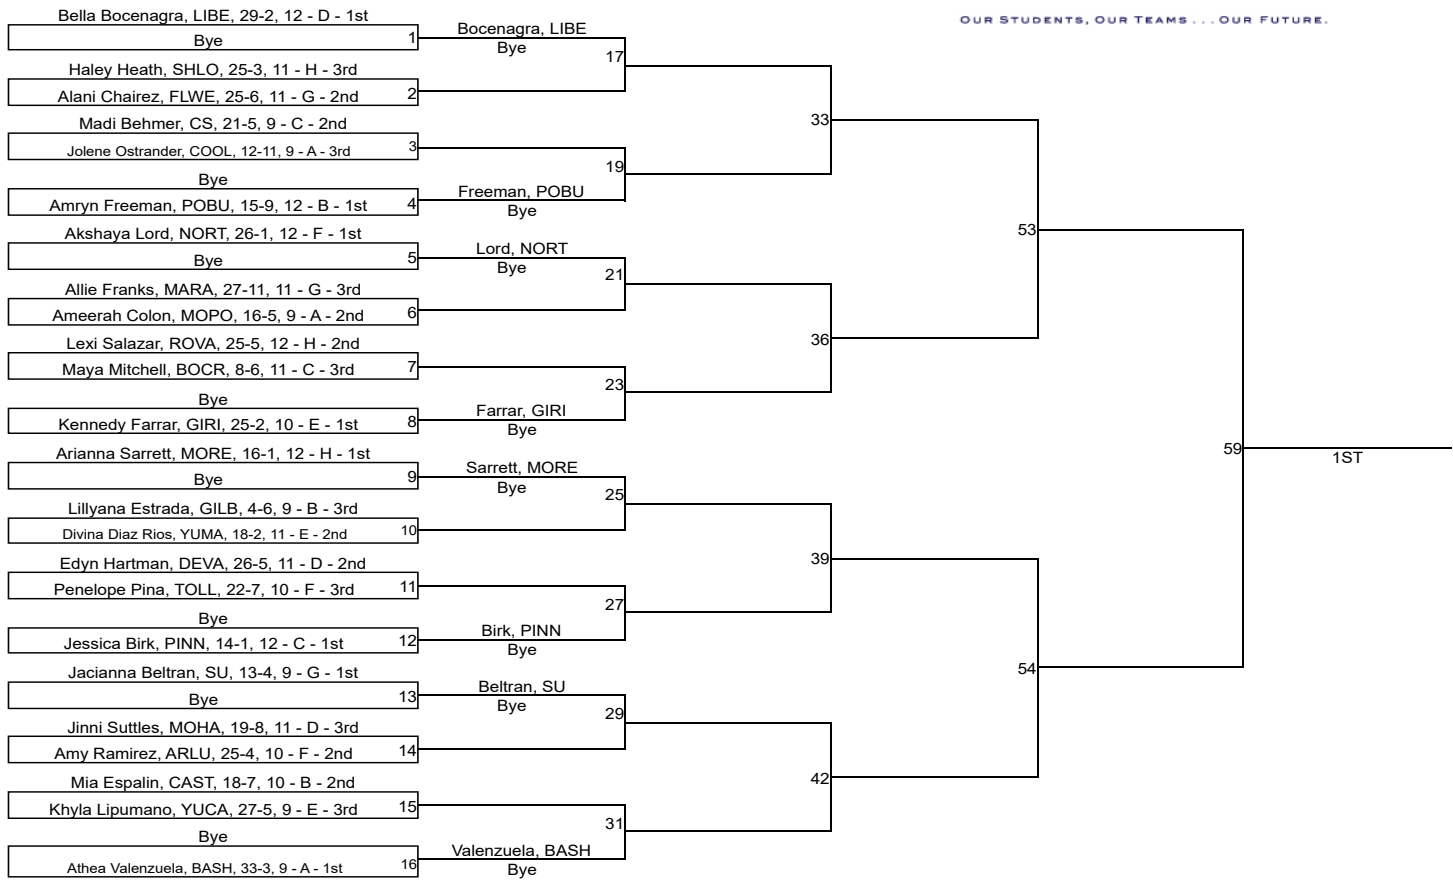 OUR STUDENTS, OUR TEAMS . . . OUR FUTURE.
Bella Bocenagra, LIBE, 29-2, 12 - D - 1st
Bye
1
Haley Heath, SHLO, 25-3, 11 - H - 3rd
Alani Chairez, FLWE, 25-6, 11 - G - 2nd
2
Madi Behmer, CS, 21-5, 9 - C - 2nd
Jolene Ostrander, COOL, 12-11, 9 - A - 3rd
3
Bye
Amryn Freeman, POBU, 15-9, 12 - B - 1st
4
Akshaya Lord, NORT, 26-1, 12 - F - 1st
Bye
5
Allie Franks, MARA, 27-11, 11 - G - 3rd
Ameerah Colon, MOPO, 16-5, 9 - A - 2nd
6
Lexi Salazar, ROVA, 25-5, 12 - H - 2nd
Maya Mitchell, BOCR, 8-6, 11 - C - 3rd
7
Bye
Kennedy Farrar, GIRI, 25-2, 10 - E - 1st
8
Arianna Sarrett, MORE, 16-1, 12 - H - 1st
Bye
9
Lillyana Estrada, GILB, 4-6, 9 - B - 3rd
Divina Diaz Rios, YUMA, 18-2, 11 - E - 2nd
10
Edyn Hartman, DEVA, 26-5, 11 - D - 2nd
Penelope Pina, TOLL, 22-7, 10 - F - 3rd
11
Bye
Jessica Birk, PINN, 14-1, 12 - C - 1st
12
Jacianna Beltran, SU, 13-4, 9 - G - 1st
Bye
13
Jinni Suttles, MOHA, 19-8, 11 - D - 3rd
Amy Ramirez, ARLU, 25-4, 10 - F - 2nd
14
Mia Espalin, CAST, 18-7, 10 - B - 2nd
Khyla Lipumano, YUCA, 27-5, 9 - E - 3rd
15
Bye
Athea Valenzuela, BASH, 33-3, 9 - A - 1st
16
Bocenagra, LIBE
Bye
17
19
Freeman, POBU
Bye
Lord, NORT
Bye
21
23
Farrar, GIRI
Bye
Sarrett, MORE
Bye
25
27
Birk, PINN
Bye
Beltran, SU
Bye
29
31
Valenzuela, BASH
Bye
33
36
39
42
53
54
59
1ST